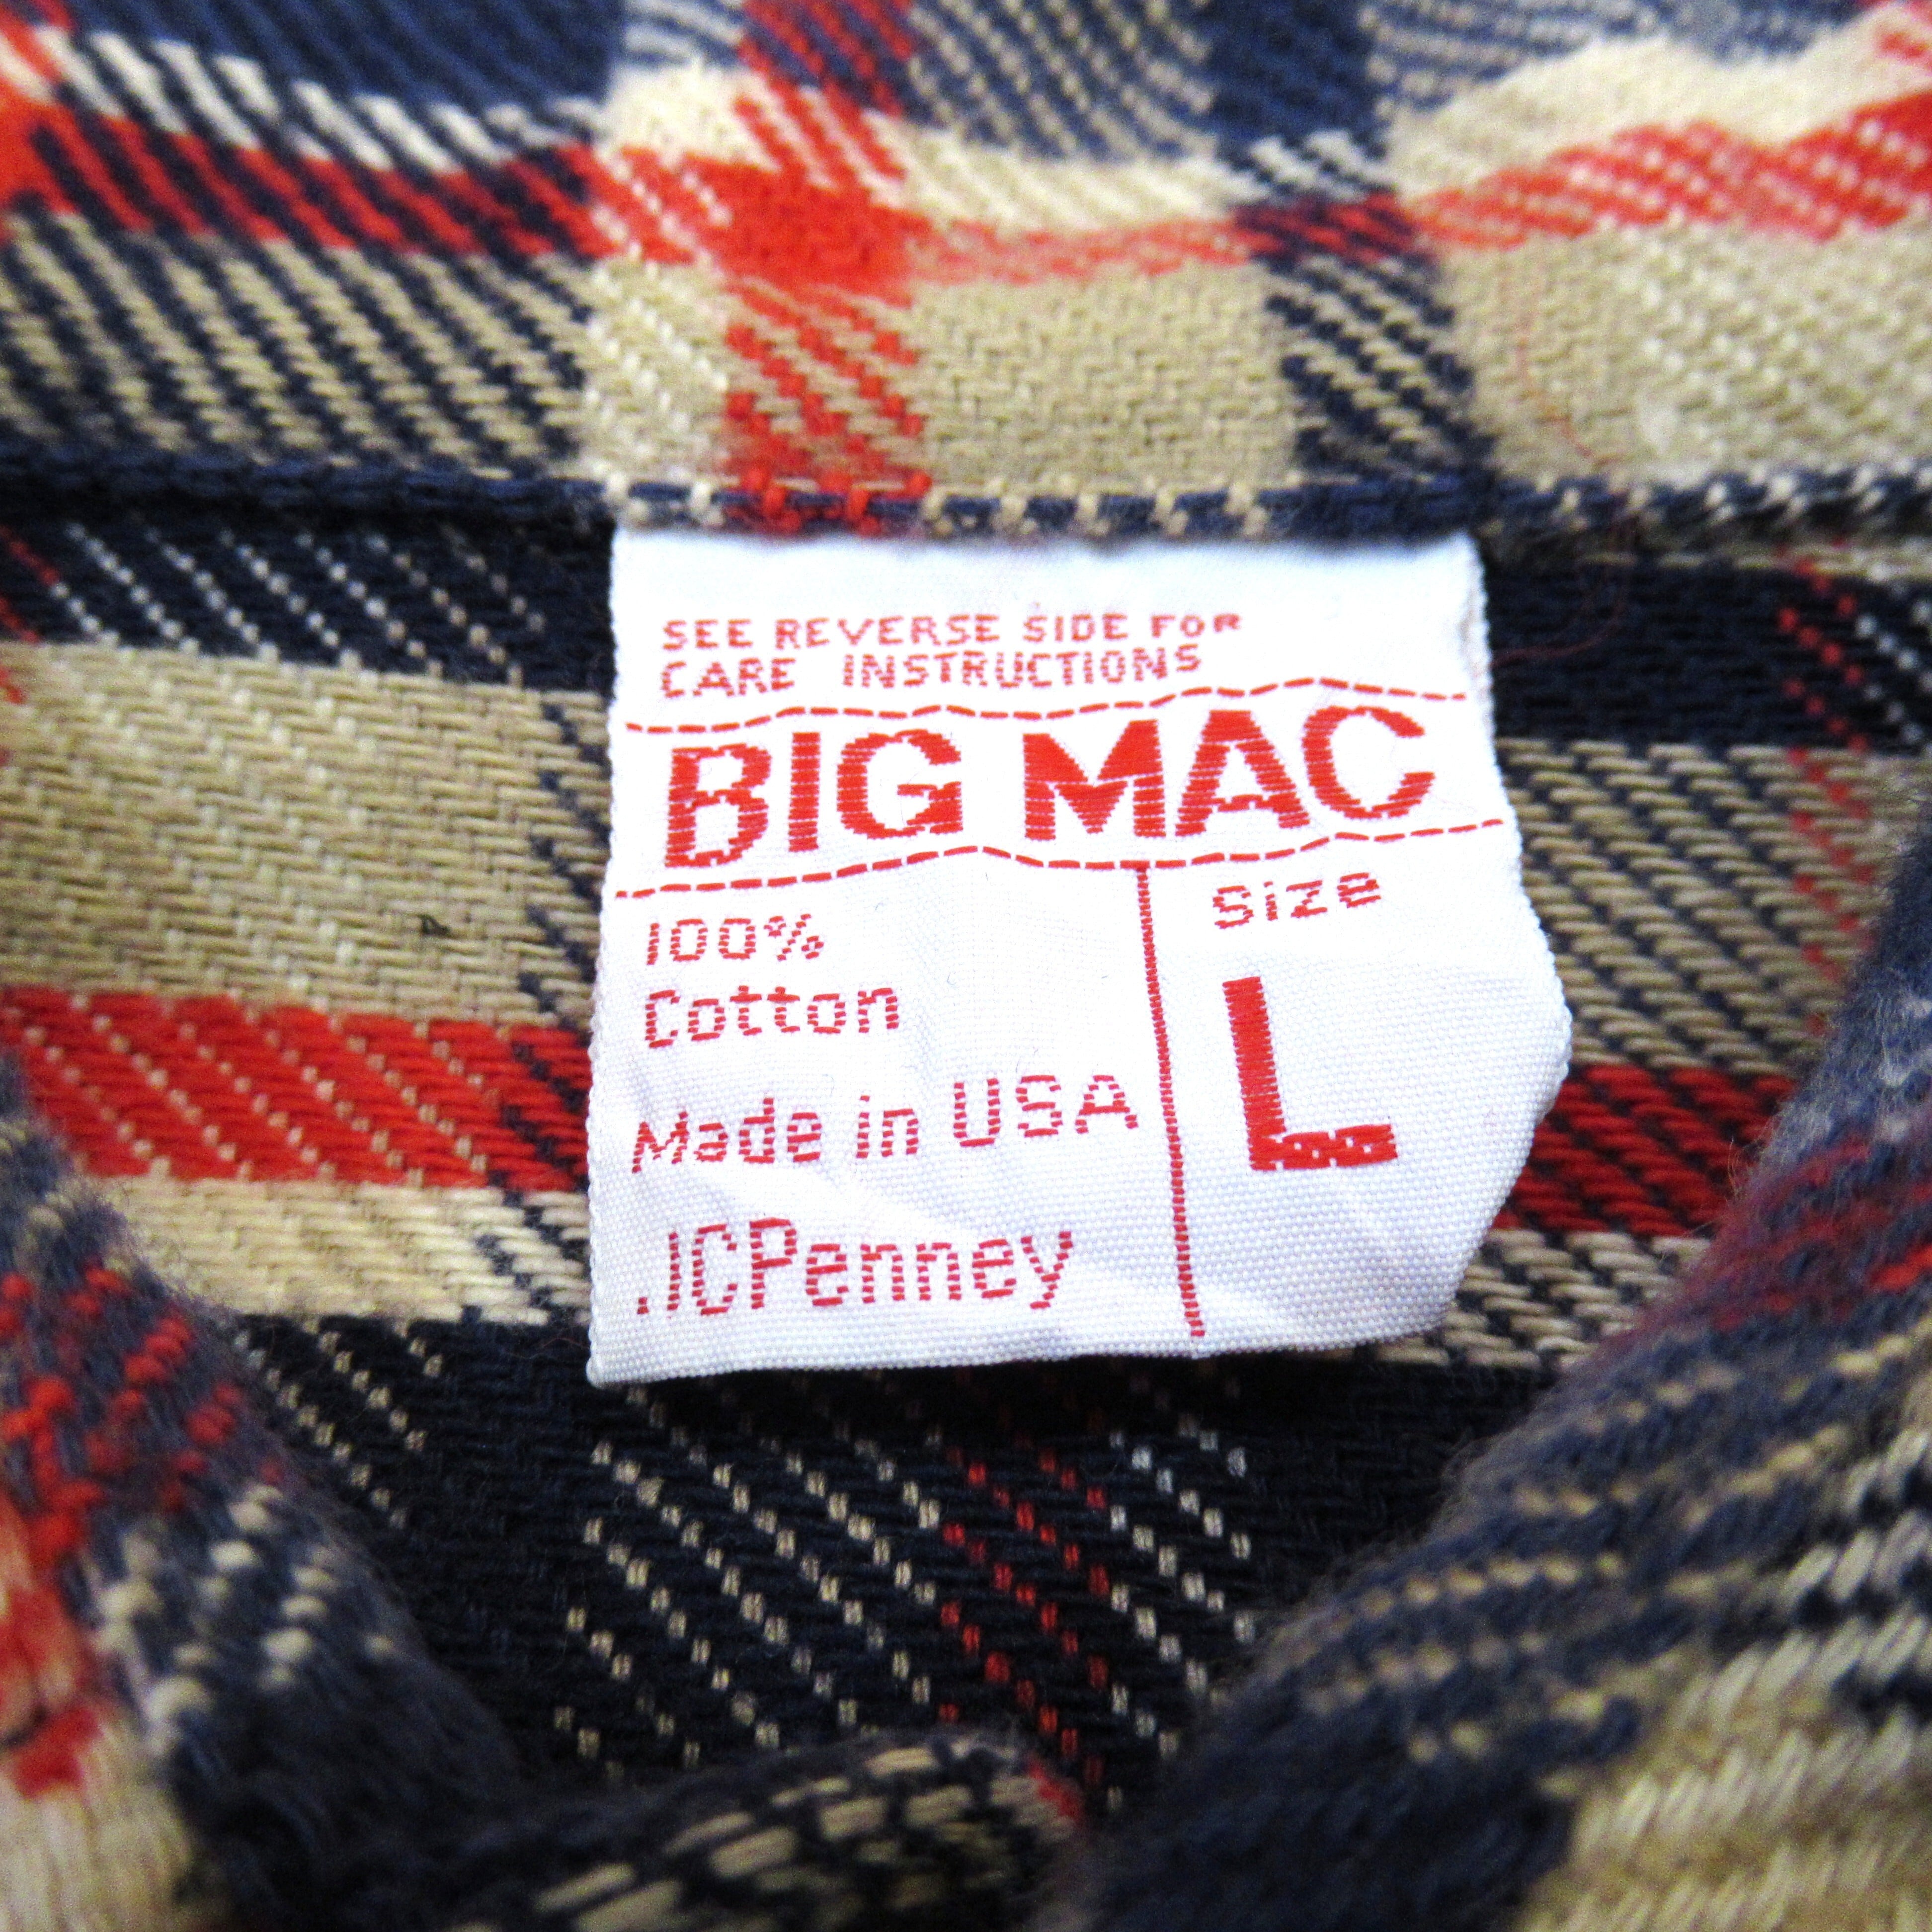 SEE REVERSE SIDE FOR
CARE INSTRUCTIONS
BIG MAC
100%
Cotton
Made in USA
JCPenney
Size
L